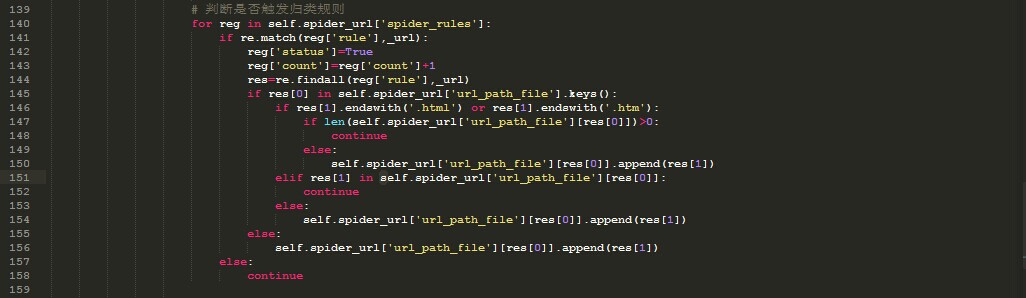 139 # 判断是否触发归类规则
140 for reg in self.spider_url['spider_rules']:
141 if re.match(reg['rule'],_url):
142 reg['status']=True
143 reg['count']=reg['count']+1
144 res=re.findall(reg['rule'],_url)
145 if res[0] in self.spider_url['url_path_file'].keys():
146 if res[1].endswith('.html') or res[1].endswith('.htm'):
147 if len(self.spider_url['url_path_file'][res[0]])>0:
148 continue
149 else:
150 self.spider_url['url_path_file'][res[0]].append(res[1])
151 elif res[1] in self.spider_url['url_path_file'][res[0]]:
152 continue
153 else:
154 self.spider_url['url_path_file'][res[0]].append(res[1])
155 else:
156 self.spider_url['url_path_file'][res[0]].append(res[1])
157 else:
158 continue
159